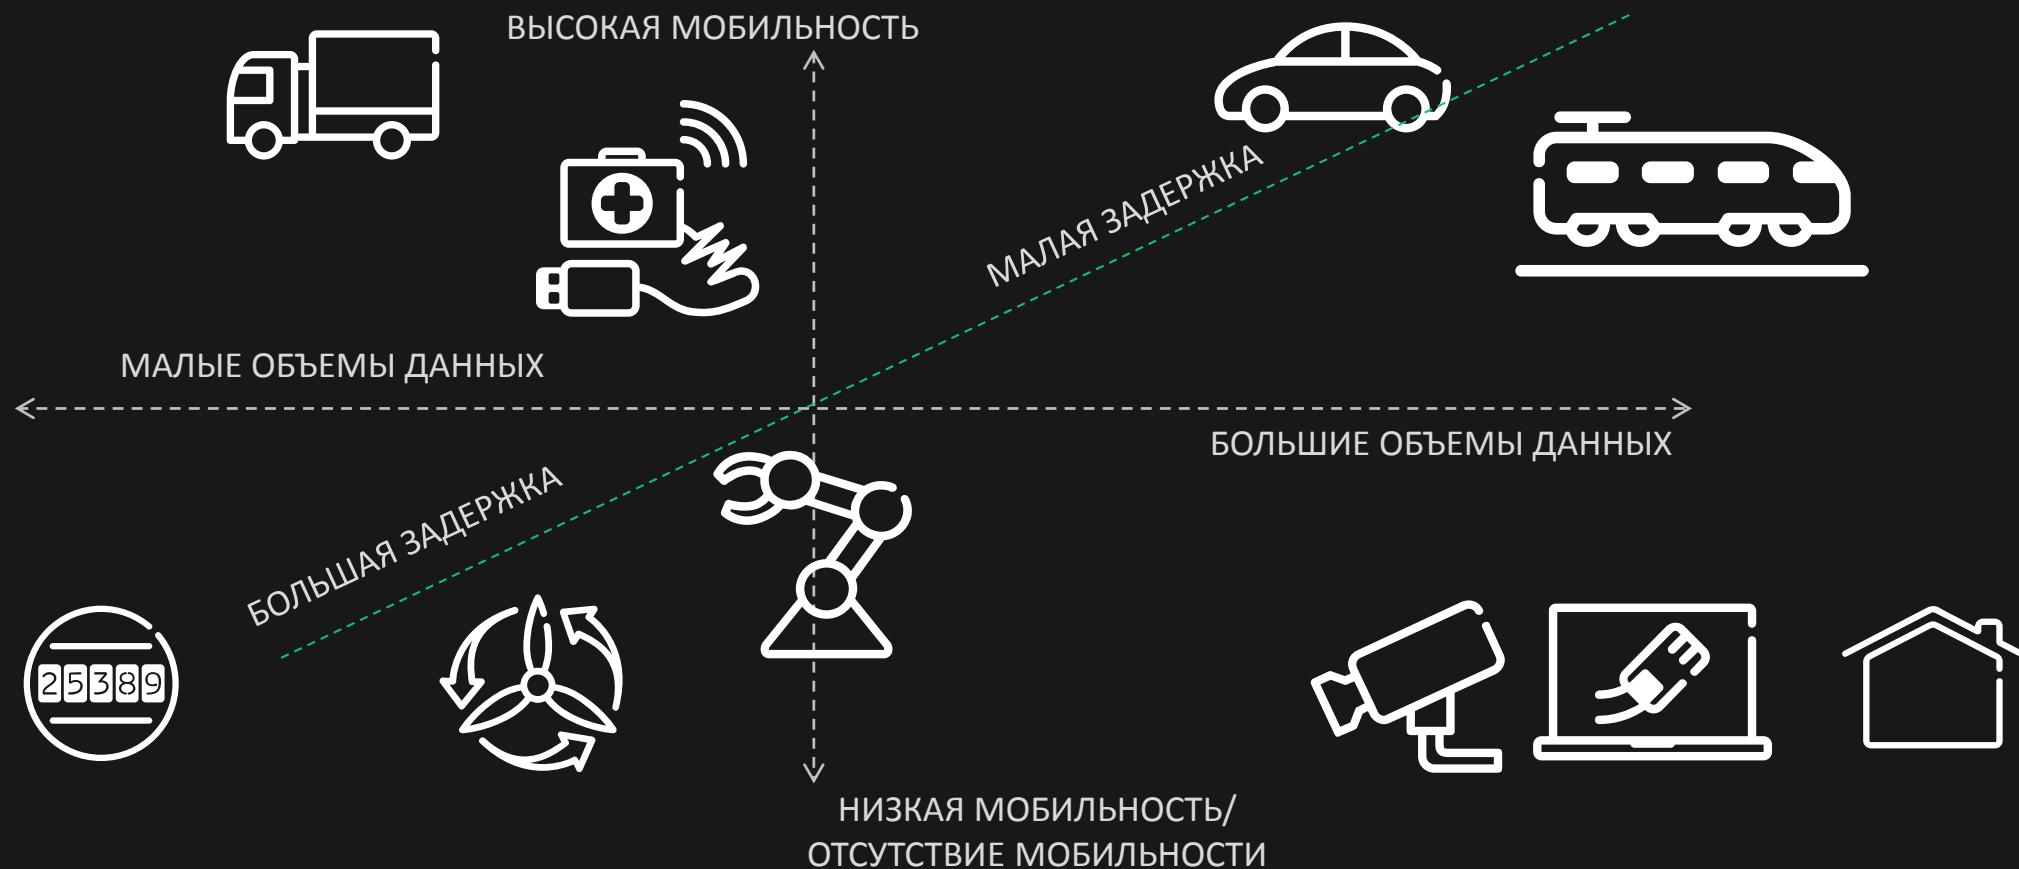 ВЫСОКАЯ МОБИЛЬНОСТЬ
МАЛАЯ ЗАДЕРЖКА
МАЛЫЕ ОБЪЕМЫ ДАННЫХ
БОЛЬШИЕ ОБЪЕМЫ ДАННЫХ
БОЛЬШАЯ ЗАДЕРЖКА
25389
НИЗКАЯ МОБИЛЬНОСТЬ/
ОТСУТСТВИЕ МОБИЛЬНОСТИ